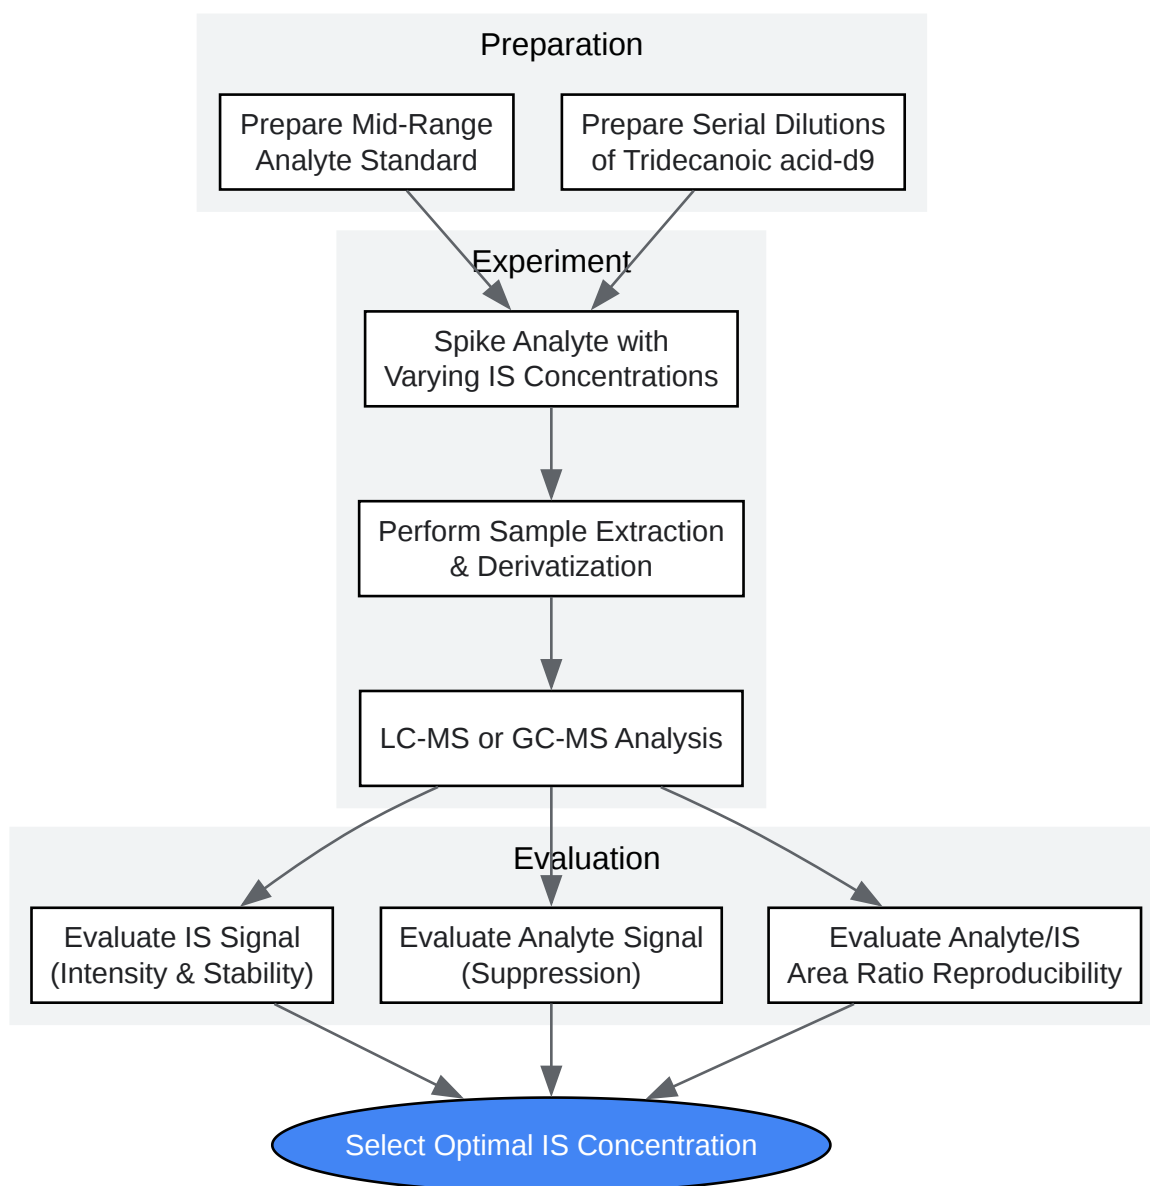 Preparation
Prepare Mid-Range
Analyte Standard
Prepare Serial Dilutions
of Tridecanoic acid-d9
Experiment
Spike Analyte with
Varying IS Concentrations
Perform Sample Extraction
& Derivatization
LC-MS or GC-MS Analysis
Evaluation
Evaluate IS Signal
(Intensity & Stability)
Evaluate Analyte Signal
(Suppression)
Evaluate Analyte/IS
Area Ratio Reproducibility
Select Optimal IS Concentration